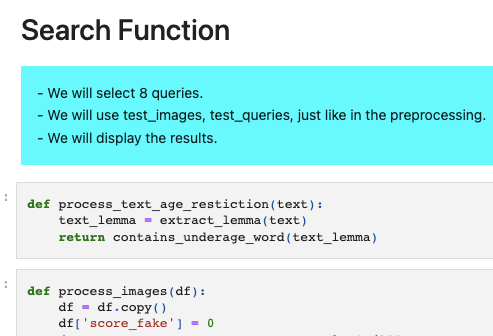 Search Function
- We will select 8 queries.
- We will use test_images, test_queries, just like in the preprocessing.
- We will display the results.
:
def process_text_age_restiction(text):
    text_lemma = extract_lemma(text)
    return contains_underage_word(text_lemma)
:
def process_images(df):
    df = df.copy()
    df['score_fake'] = 0